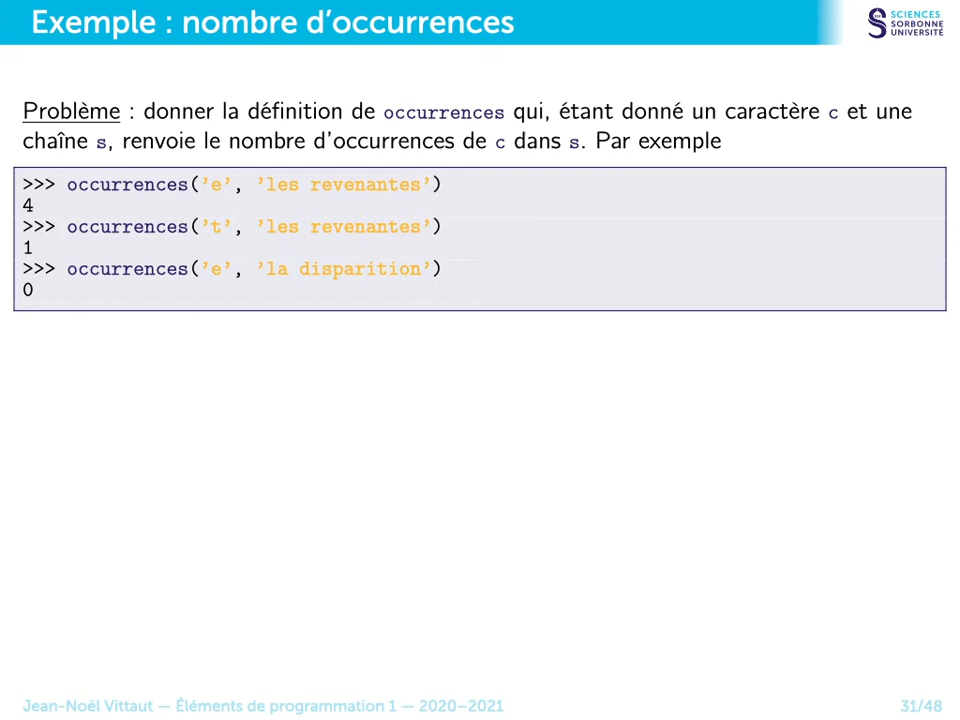 Exemple : nombre d’occurrences
SCIENCES
SORBONNE
UNIVERSITÉ
Problème : donner la définition de occurrences qui, étant donné un caractère c et une
chaîne s, renvoie le nombre d’occurrences de c dans s. Par exemple
>>> occurrences(’e’, ’les revenantes’)
4
>>> occurrences(’t’, ’les revenantes’)
1
>>> occurrences(’e’, ’la disparition’)
0
Jean-Noël Vittaut — Éléments de programmation 1 — 2020–2021
31/48